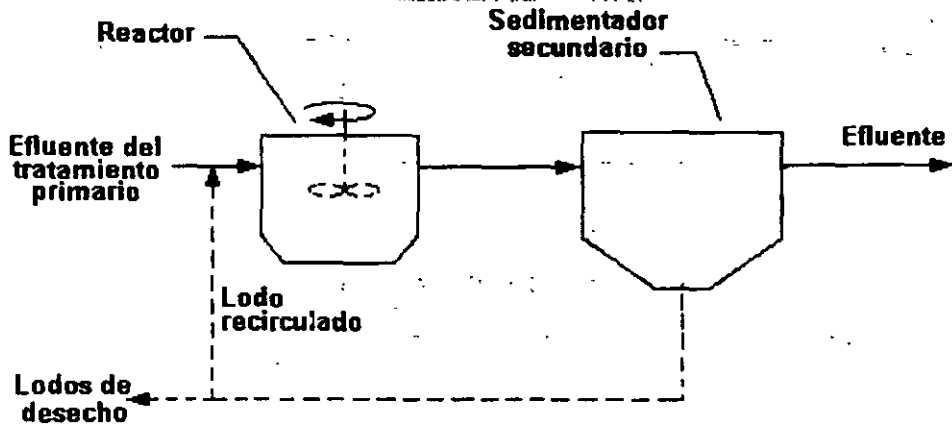 Reactor
Sedimentador
secundario
Efluente del
tratamiento
primario
Efluente
Lodo
recirculado
Lodos de
desecho